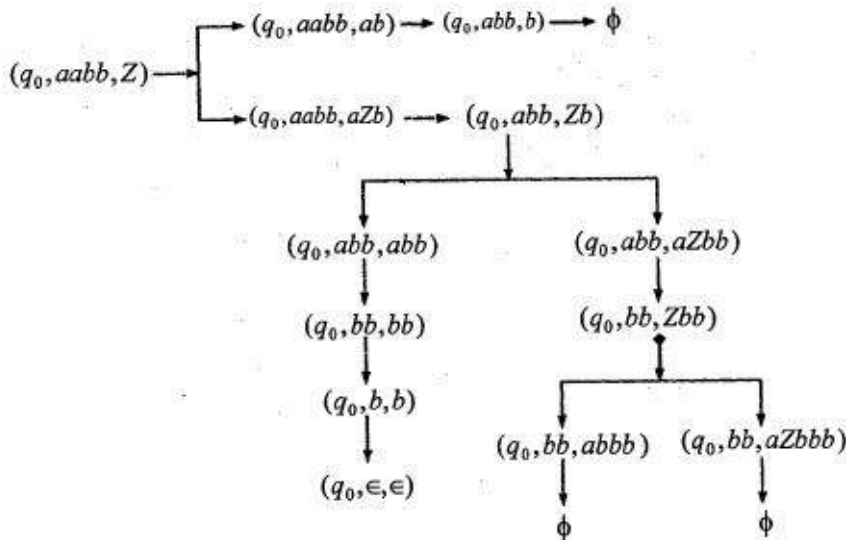 (q₀,aabb,ab) (q₀,abb,b) ϕ
(q₀,aabb,Z)
(q₀,aabb,aZb) (q₀,abb,Zb)
(q₀,abb,abb) (q₀,abb,aZbb)
(q₀,bb,bb) (q₀,bb,Zbb)
(q₀,b,b)
(q₀,bb,abbb) (q₀,bb,aZbbb)
(q₀,∈,∈)
ϕ ϕ